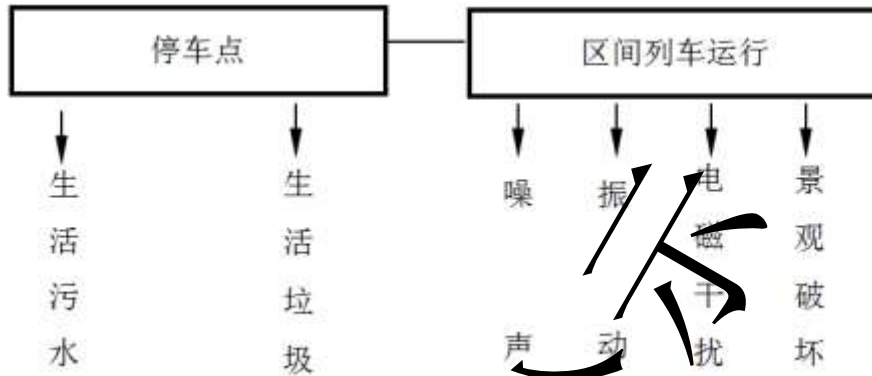 停车点
区间列车运行
生活污水
生活垃圾
噪声
振动
电磁干扰
景观破坏